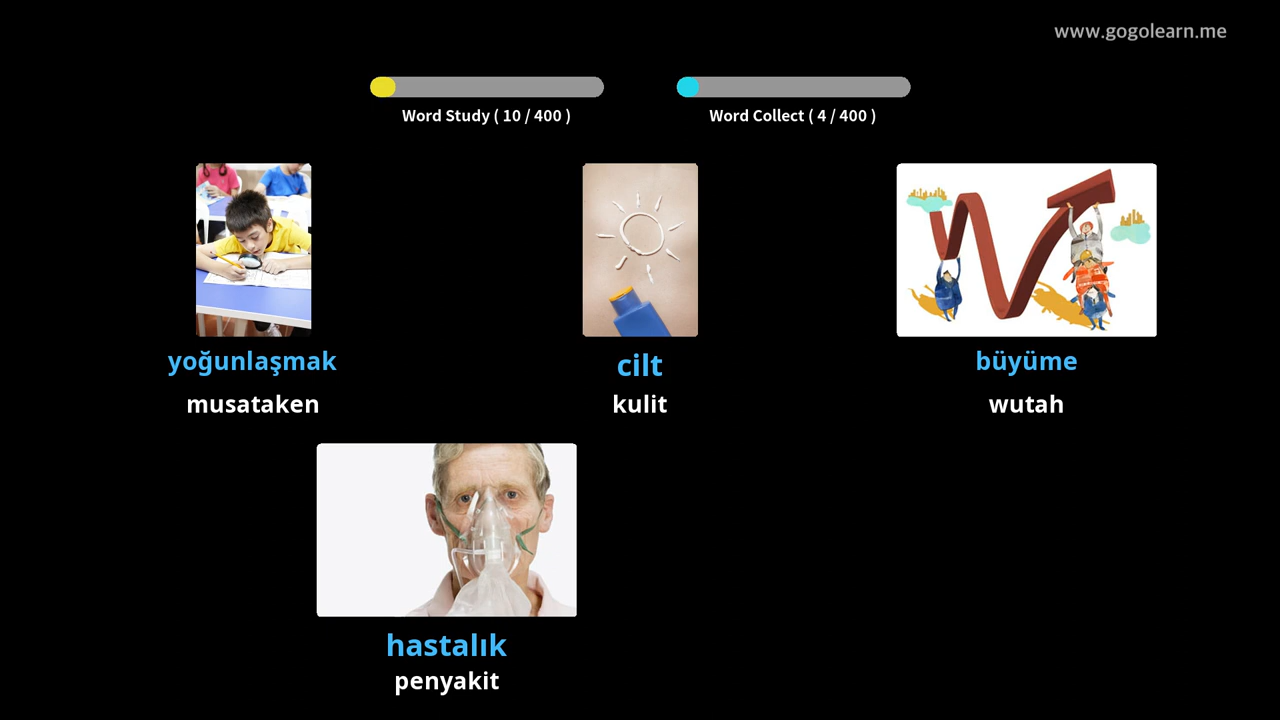 www.gogolearn.me
Word Study ( 10 / 400 )
Word Collect ( 4 / 400 )
yoğunlaşmak
cilt
büyüme
musataken
kulit
wutah
hastalık
penyakit